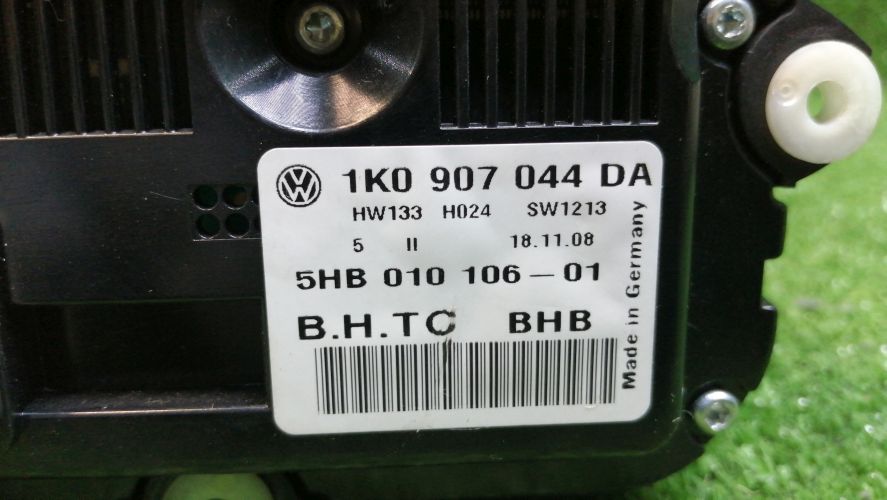 1K0 907 044 DA
HW133 H024 SW1213
5 II 18.11.08
5HB 010 106-01
B.H.TC BHB
Made in Germany